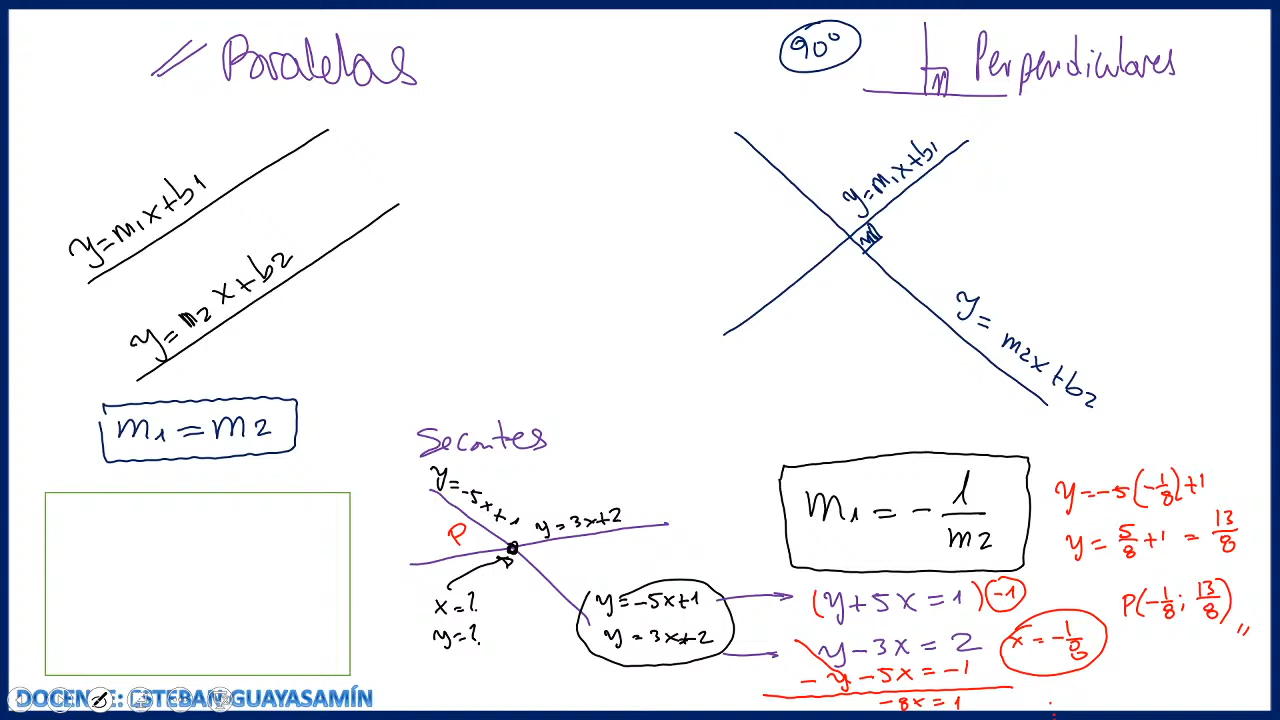 // Paralelas
90°
Perpendiculares
y=m1x+b1
y=m2x+b2
m1=m2
y=m1x+b1
y=m2x+b2
m1 = - 1/m2
Secantes
y=-5x+1
y=3x+2
P
x=?
y=?
y=-5x+1
y=3x+2
(y+5x=1)(-1)
y-3x=2
-y-5x=-1
-8x=1
x=-1/8
y=-5(-1/8)+1
y=5/8+1=13/8
P(-1/8; 13/8)
DOCENTE: ESTEBAN GUAYASAMÍN